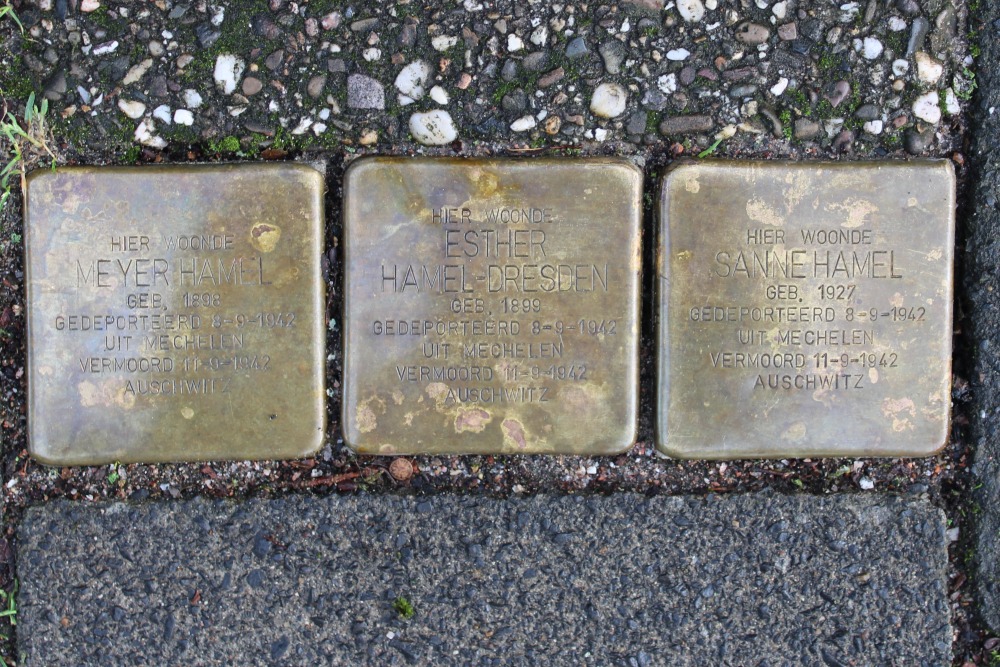 HIER WOONDE
MEYER HAMEL
GEB. 1898
GEDEPORTEERD 8-9-1942
UIT MECHELEN
VERMOORD 11-9-1942
AUSCHWITZ
HIER WOONDE
ESTHER
HAMEL-DRESDEN
GEB. 1899
GEDEPORTEERD 8-9-1942
UIT MECHELEN
VERMOORD 11-9-1942
AUSCHWITZ
HIER WOONDE
SANNE HAMEL
GEB. 1927
GEDEPORTEERD 8-9-1942
UIT MECHELEN
VERMOORD 11-9-1942
AUSCHWITZ